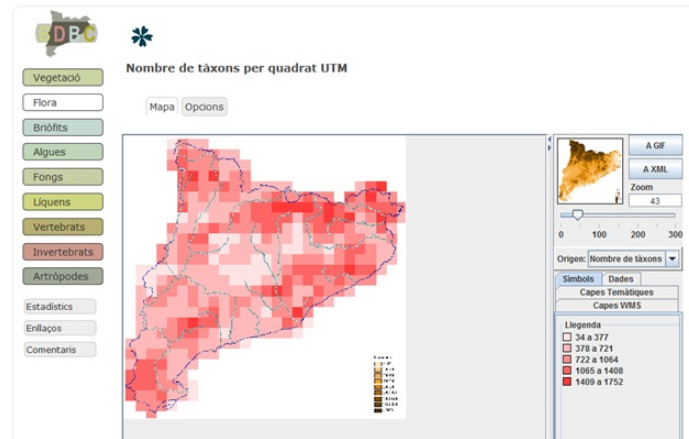 BDBC
Nombre de tàxons per quadrat UTM
Vegetació
Flora
Briòfits
Algues
Fongs
Líquens
Vertebrats
Invertebrats
Artròpodes
Estadístics
Enllaços
Comentaris
Mapa
Opcions
A GIF
A XML
Zoom
43
0 100 200 300
Origen: Nombre de tàxons
Símbols Dades
Capes Temàtiques
Capes WMS
Llegenda
34 a 377
378 a 721
722 a 1064
1065 a 1408
1409 a 1752